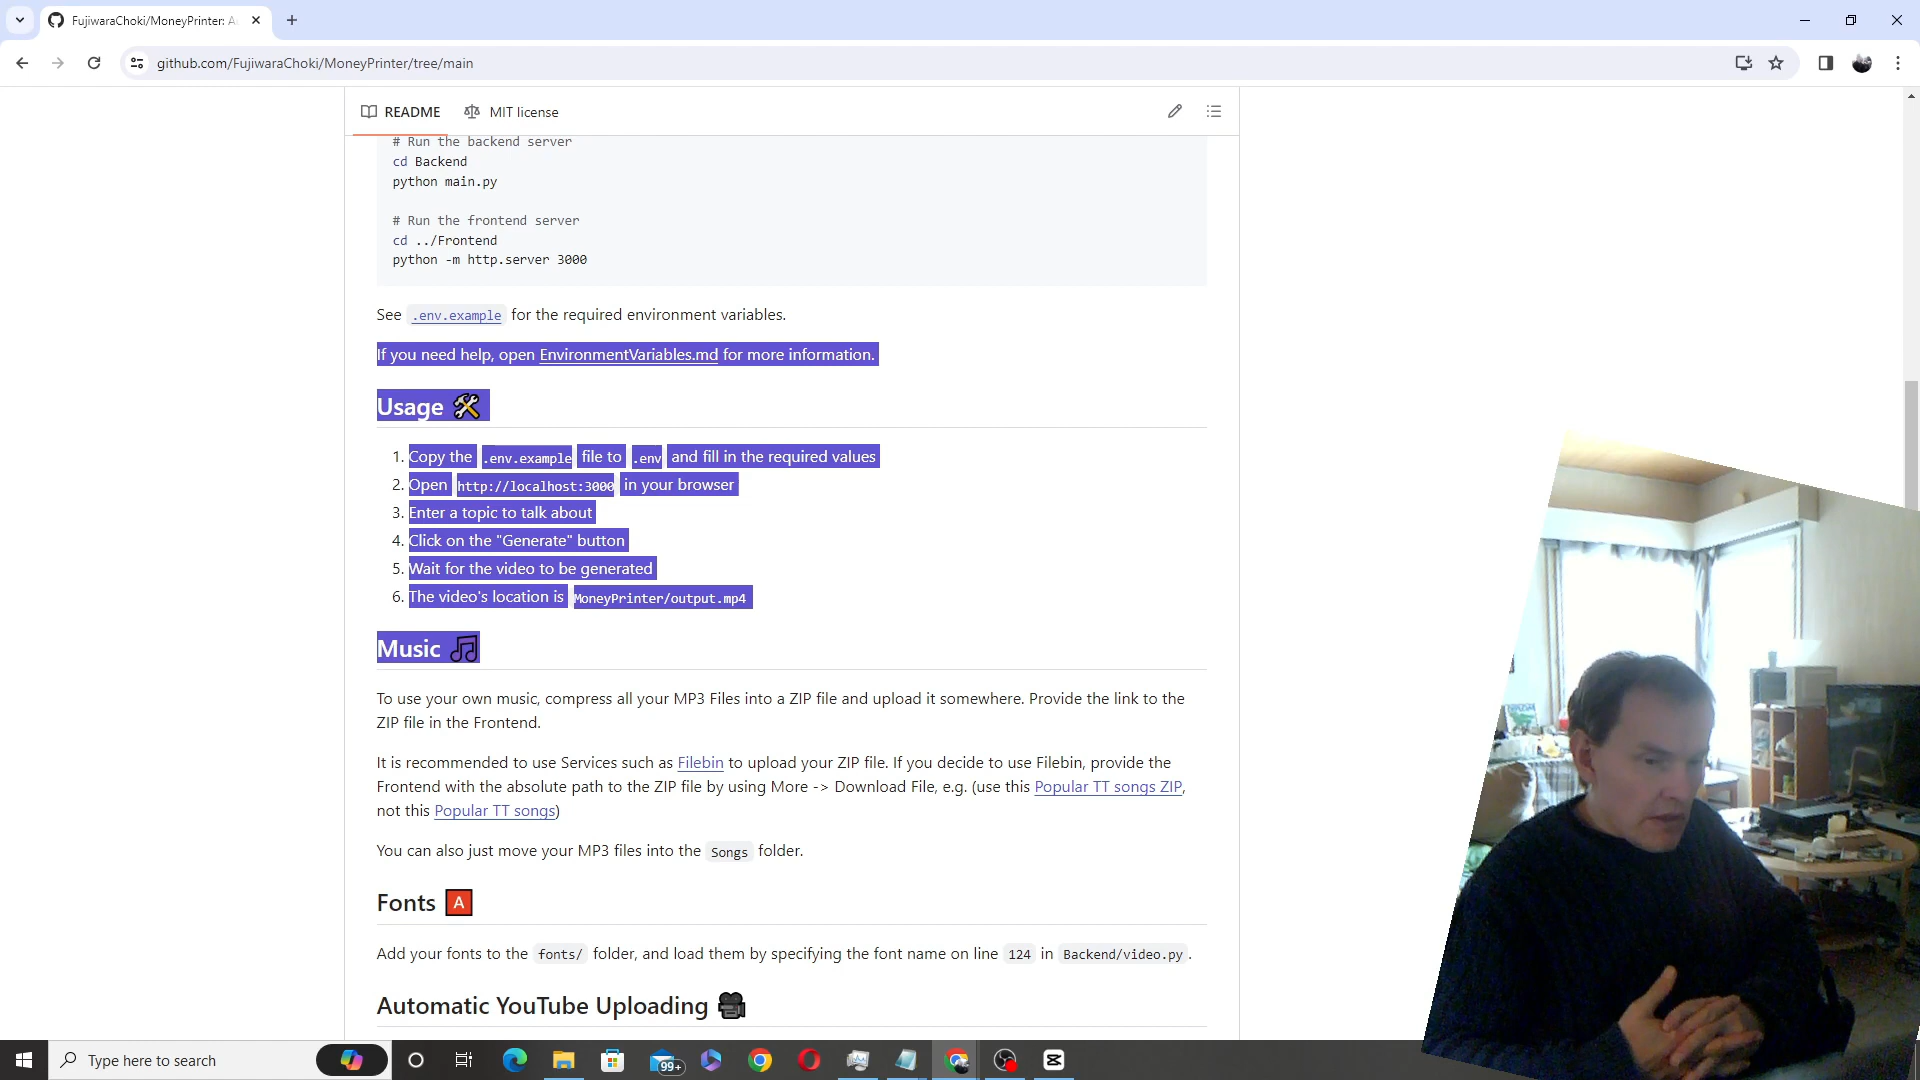 FujiwaraChoki/MoneyPrinter: A
github.com/FujiwaraChoki/MoneyPrinter/tree/main
README
MIT license
# Run the backend server
cd Backend
python main.py
# Run the frontend server
cd ../Frontend
python -m http.server 3000
See .env.example for the required environment variables.
If you need help, open EnvironmentVariables.md for more information.
Usage 🛠️
1. Copy the .env.example file to .env and fill in the required values
2. Open http://localhost:3000 in your browser
3. Enter a topic to talk about
4. Click on the "Generate" button
5. Wait for the video to be generated
6. The video's location is MoneyPrinter/output.mp4
Music 🎵
To use your own music, compress all your MP3 Files into a ZIP file and upload it somewhere. Provide the link to the
ZIP file in the Frontend.
It is recommended to use Services such as Filebin to upload your ZIP file. If you decide to use Filebin, provide the
Frontend with the absolute path to the ZIP file by using More -> Download File, e.g. (use this Popular TT songs ZIP,
not this Popular TT songs)
You can also just move your MP3 files into the Songs folder.
Fonts 🅰
Add your fonts to the fonts/ folder, and load them by specifying the font name on line 124 in Backend/video.py.
Automatic YouTube Uploading 🎥
Type here to search
99+